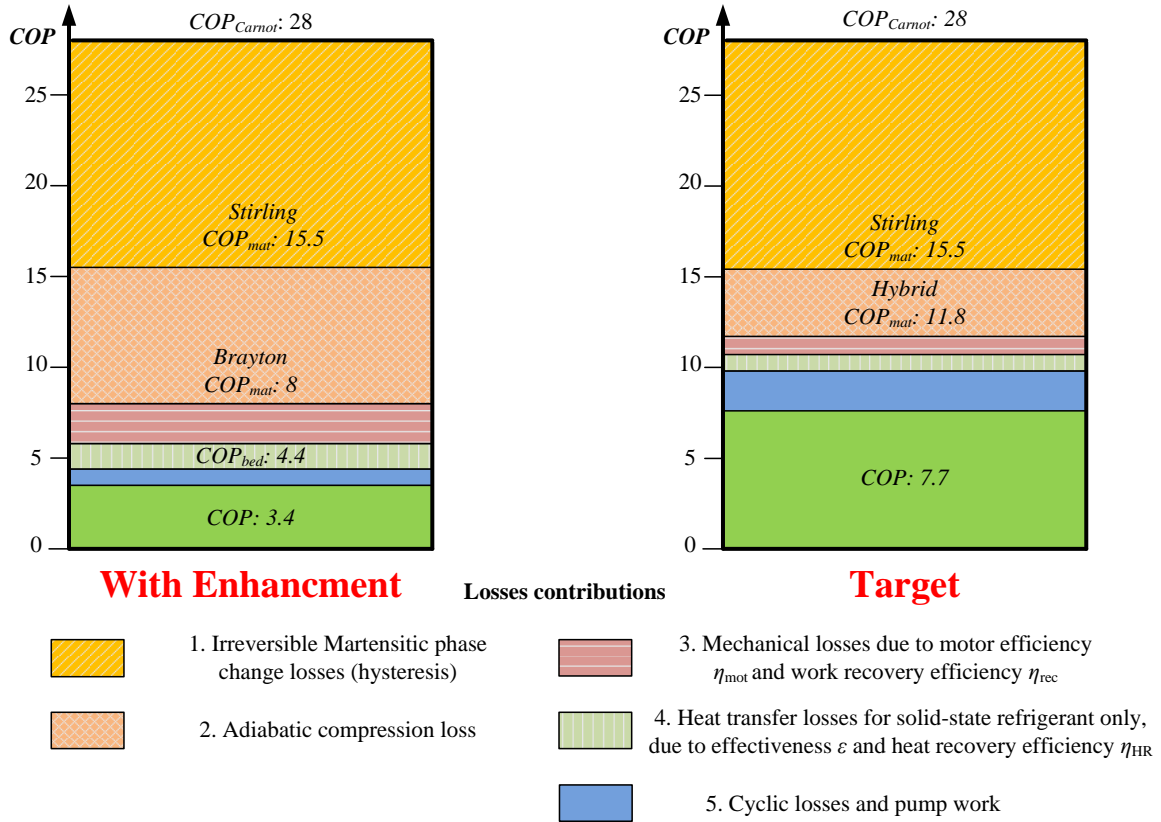 COP
COP_Carnot: 28
25
20
15
10
5
0
Stirling
COP_mat: 15.5
Brayton
COP_mat: 8
COP_bed: 4.4
COP: 3.4
With Enhancment
COP
COP_Carnot: 28
25
20
15
10
5
0
Stirling
COP_mat: 15.5
Hybrid
COP_mat: 11.8
COP: 7.7
Target
Losses contributions
1. Irreversible Martensitic phase
change losses (hysteresis)
2. Adiabatic compression loss
3. Mechanical losses due to motor efficiency
η_mot and work recovery efficiency η_rec
4. Heat transfer losses for solid-state refrigerant only,
due to effectiveness ε and heat recovery efficiency η_HR
5. Cyclic losses and pump work